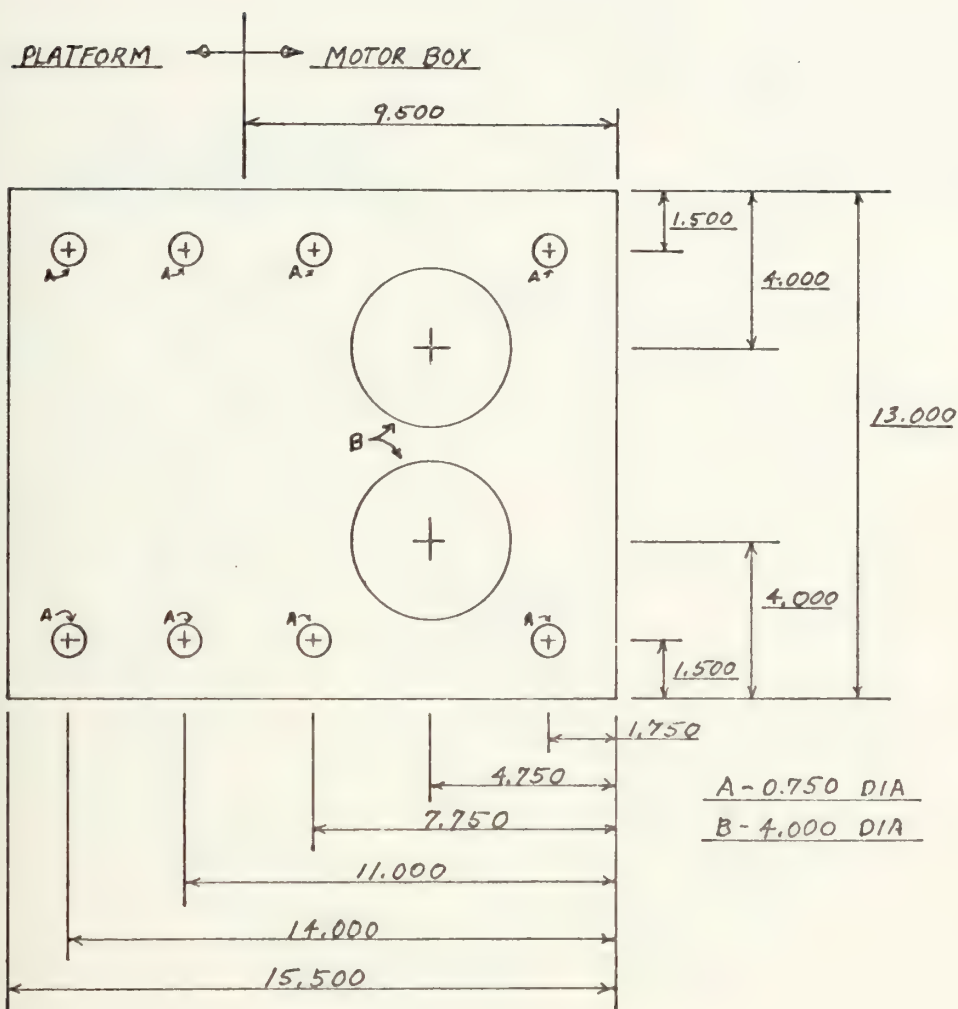 PLATFORM MOTOR BOX
9.500
1.500
4.000
A A A A
13.000
B
4.000
A A A A
1.500
1.750
4.750
7.750
11.000
14.000
15.500
A - 0.750 DIA
B - 4.000 DIA